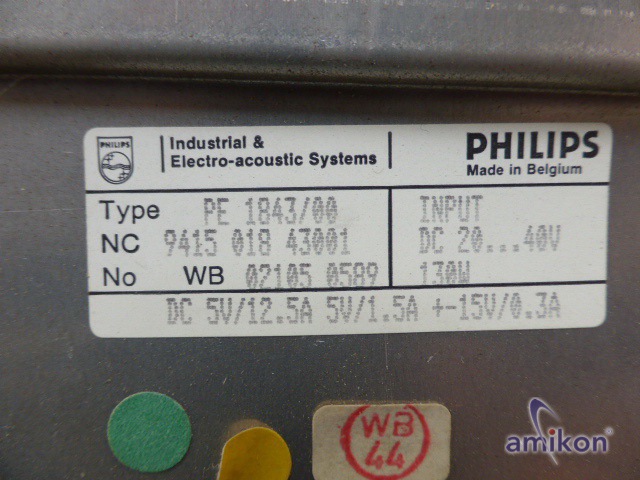 PHILIPS
Industrial &
Electro-acoustic Systems
PHILIPS
Made in Belgium
Type PE 1843/00
NC 9415 018 43001
No WB 02105 0589
INPUT
DC 20...40V
130W
DC 5V/12.5A 5V/1.5A +-15V/0.3A
WB
44
amikon